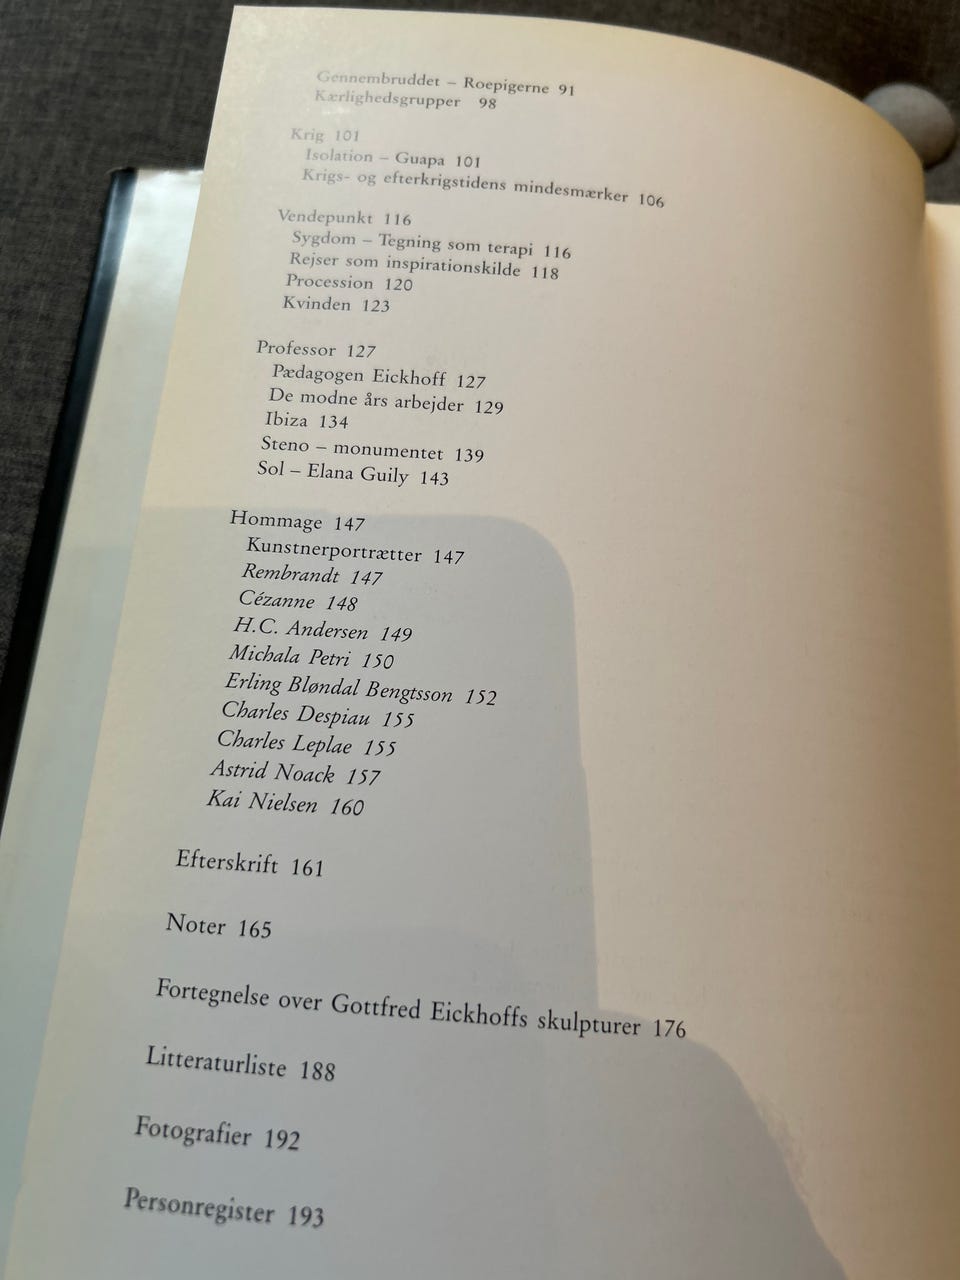 Gennembruddet – Roepigerne 91
Kærlighedsgrupper 98
Krig 101
Isolation – Guapa 101
Krigs- og efterkrigstidens mindesmærker 106
Vendepunkt 116
Sygdom – Tegning som terapi 116
Rejser som inspirationskilde 118
Procession 120
Kvinden 123
Professor 127
Pædagogen Eickhoff 127
De modne års arbejder 129
Ibiza 134
Steno – monumentet 139
Sol – Elana Guily 143
Hommage 147
Kunstnerportrætter 147
Rembrandt 147
Cézanne 148
H.C. Andersen 149
Michala Petri 150
Erling Bløndal Bengtsson 152
Charles Despiau 155
Charles Leplae 155
Astrid Noack 157
Kai Nielsen 160
Efterskrift 161
Noter 165
Fortegnelse over Gottfred Eickhoffs skulpturer 176
Litteraturliste 188
Fotografier 192
Personregister 193